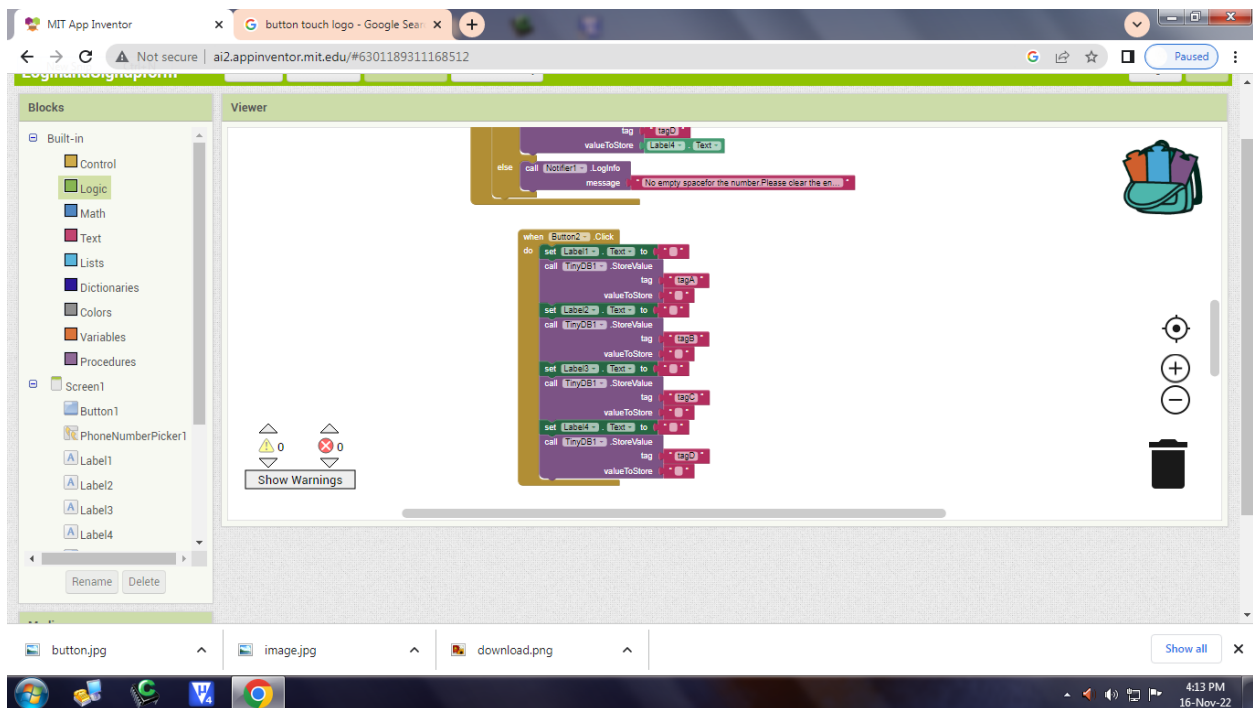 MIT App Inventor
button touch logo - Google Sear
Not secure
ai2.appinventor.mit.edu/#6301189311168512
Paused
Blocks
Viewer
Built-in
Control
Logic
Math
Text
Lists
Dictionaries
Colors
Variables
Procedures
Screen1
Button1
PhoneNumberPicker1
Label1
Label2
Label3
Label4
Rename Delete
tag " tagD "
valueToStore Label4 . Text
else call Notifier1 .LogInfo
message " No empty spacefor the number.Please clear the en... "
when Button2 .Click
do set Label1 . Text to " "
call TinyDB1 .StoreValue
tag " tagA "
valueToStore " "
set Label2 . Text to " "
call TinyDB1 .StoreValue
tag " tagB "
valueToStore " "
set Label3 . Text to " "
call TinyDB1 .StoreValue
tag " tagC "
valueToStore " "
set Label4 . Text to " "
call TinyDB1 .StoreValue
tag " tagD "
valueToStore " "
0 0
Show Warnings
button.jpg
image.jpg
download.png
Show all
4:13 PM
16-Nov-22